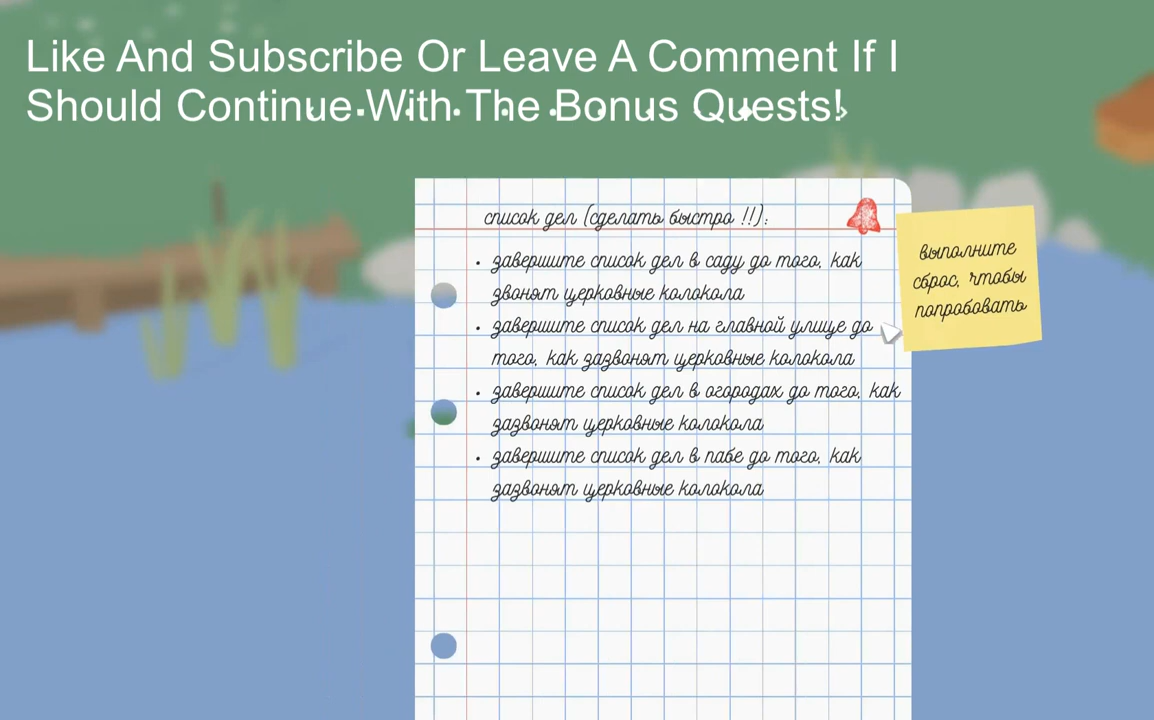 Like And Subscribe Or Leave A Comment If I
Should Continue With The Bonus Quests!
список дел (сделать быстро !!):
• завершите список дел в саду до того, как
звонят церковные колокола
• завершите список дел на главной улице до
того, как зазвонят церковные колокола
• завершите список дел в огородах до того, как
зазвонят церковные колокола
• завершите список дел в пабе до того, как
зазвонят церковные колокола
выполните
сброс, чтобы
попробовать